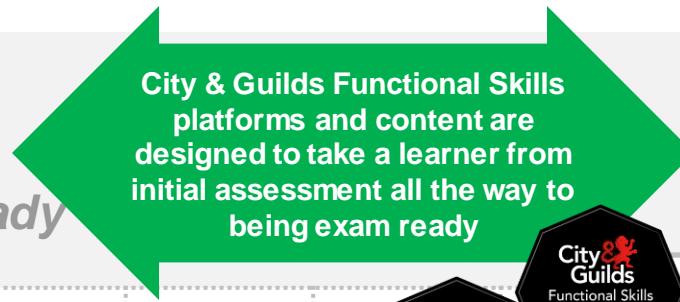 City & Guilds Functional Skills
platforms and content are
designed to take a learner from
initial assessment all the way to
being exam ready
City&
Guilds
Functional Skills